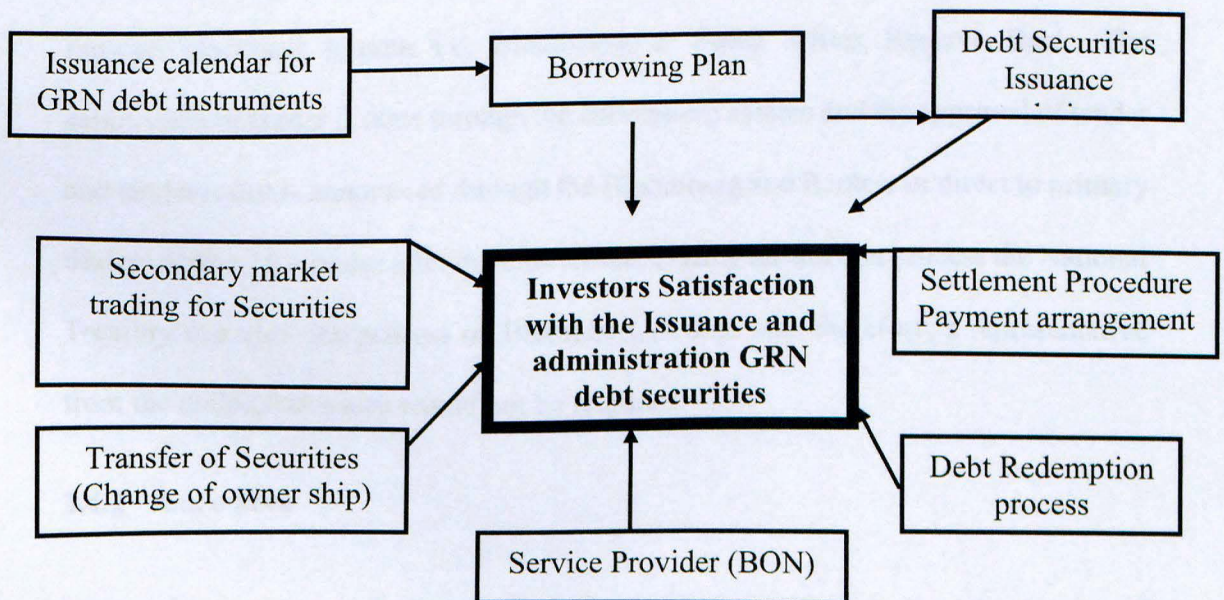 Issuance calendar for
GRN debt instruments
Borrowing Plan
Debt Securities
Issuance
Secondary market
trading for Securities
Investors Satisfaction
with the Issuance and
administration GRN
debt securities
Settlement Procedure
Payment arrangement
Transfer of Securities
(Change of owner ship)
Debt Redemption
process
Service Provider (BON)